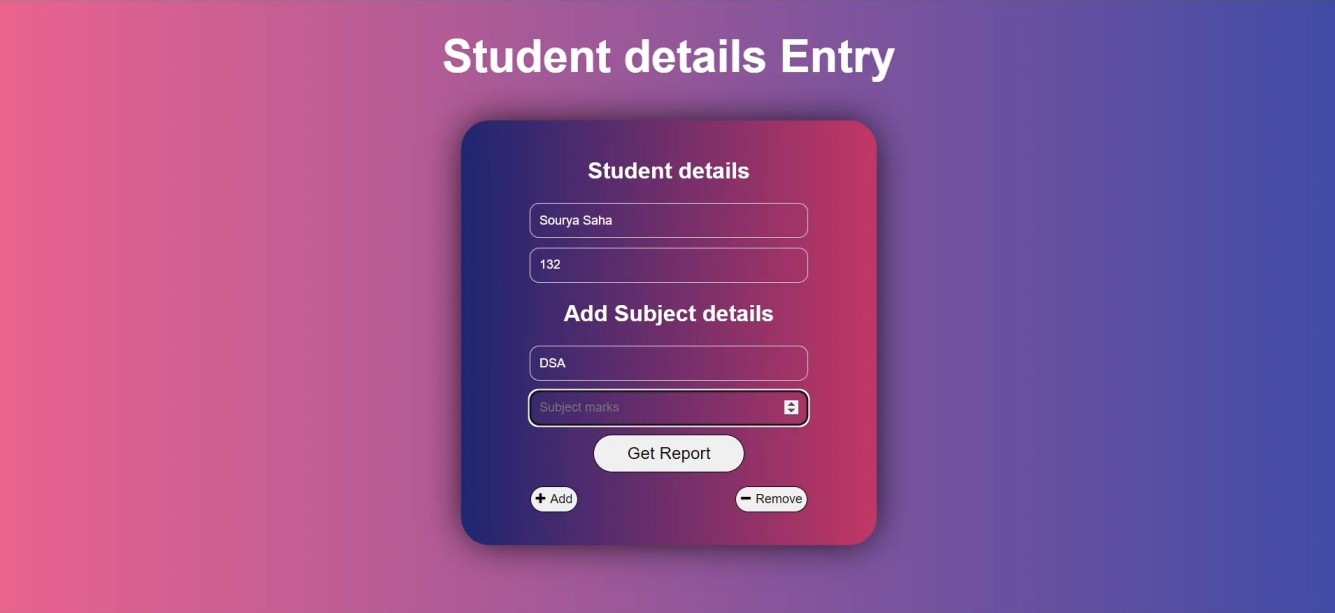 Student details Entry
Student details
Sourya Saha
132
Add Subject details
DSA
Subject marks
Get Report
Add
Remove